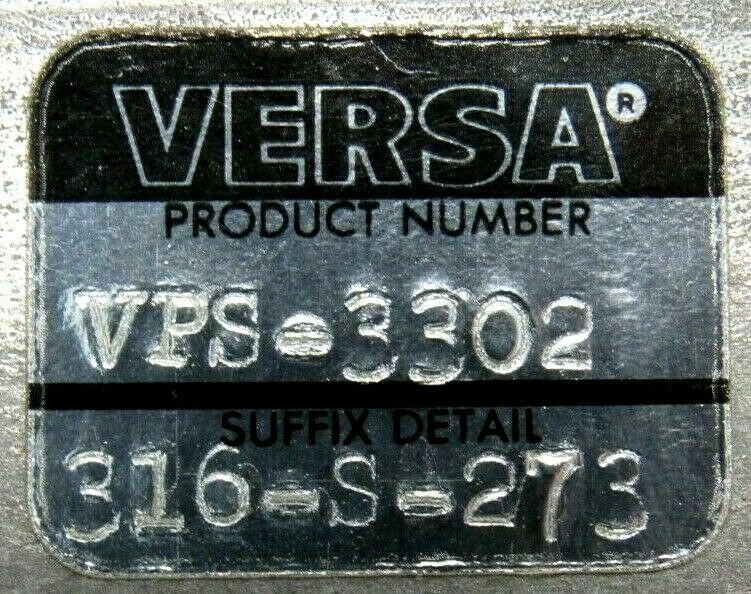 VERSA®
PRODUCT NUMBER
VPS-3302
SUFFIX DETAIL
316-S-273